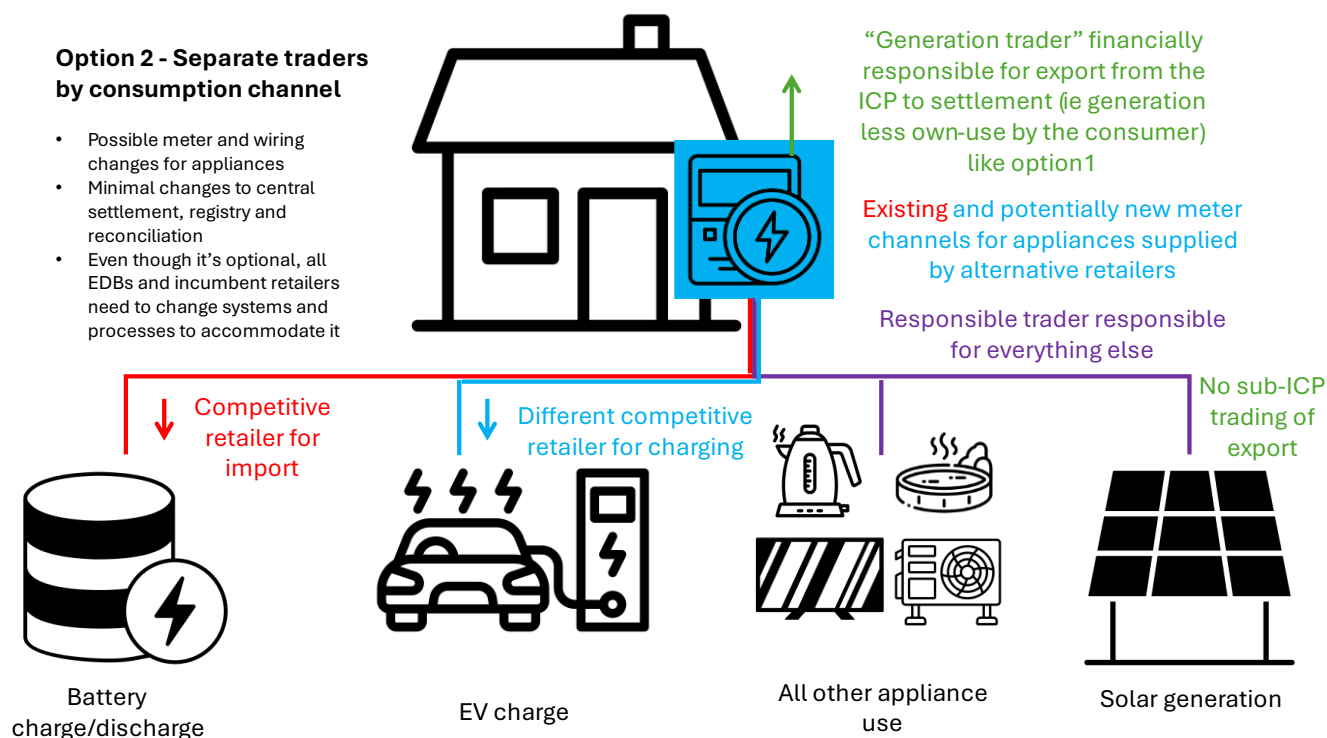 Option 2 - Separate traders
by consumption channel
• Possible meter and wiring
changes for appliances
• Minimal changes to central
settlement, registry and
reconciliation
• Even though it's optional, all
EDBs and incumbent retailers
need to change systems and
processes to accommodate it
“Generation trader” financially
responsible for export from the
ICP to settlement (ie generation
less own-use by the consumer)
like option1
Existing and potentially new meter
channels for appliances supplied
by alternative retailers
Responsible trader responsible
for everything else
Competitive
retailer for
import
Different competitive
retailer for charging
No sub-ICP
trading of
export
Battery
charge/discharge
EV charge
All other appliance
use
Solar generation